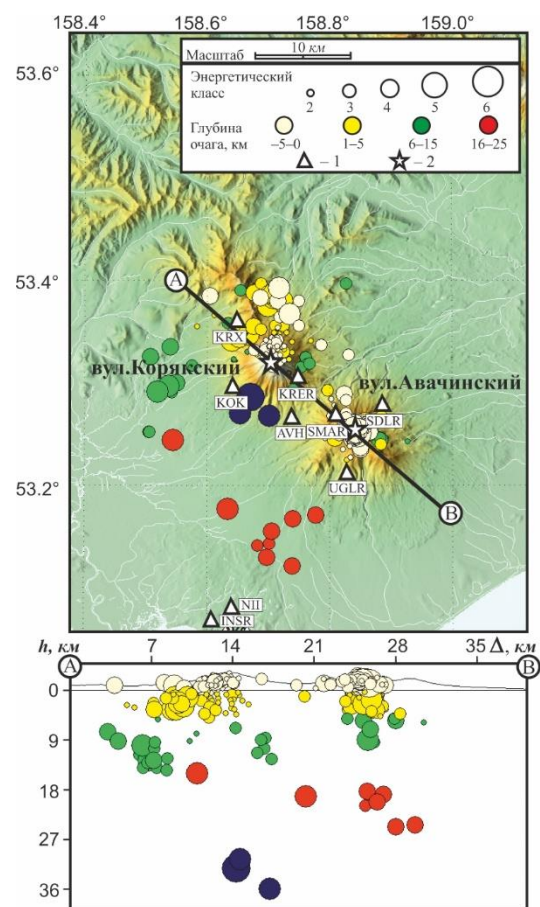 158.4° 158.6° 158.8° 159.0°
Масштаб 10 км
Энергетический класс
2 3 4 5 6
Глубина очага, км
–5–0 1–5 6–15 16–25
– 1 – 2
53.6°
53.4°
53.2°
A
KRX
вул.Корякский
KRER
KOK
вул.Авачинский
SDLR
AVH
SMAR
UGLR
B
NII
INSR
h, км 7 14 21 28 35 Δ, км
A B
0
9
18
27
36